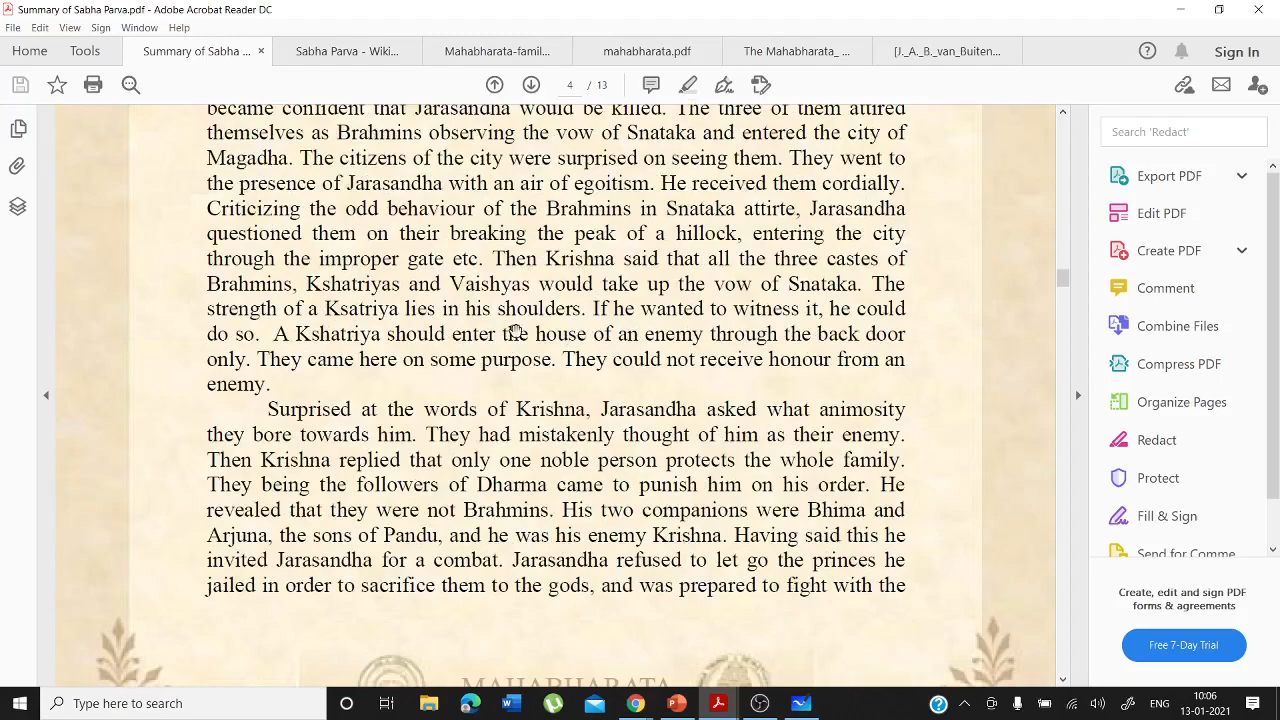 Summary of Sabha Parva.pdf - Adobe Acrobat Reader DC
File Edit View Sign Window Help
Home Tools Summary of Sabha ... × Sabha Parva - Wiki... Mahabharata-famil... mahabharata.pdf The Mahabharata_ ... [J._A._B._van_Buiten... Sign In
4 / 13
became confident that Jarasandha would be killed. The three of them attired
themselves as Brahmins observing the vow of Snataka and entered the city of
Magadha. The citizens of the city were surprised on seeing them. They went to
the presence of Jarasandha with an air of egoitism. He received them cordially.
Criticizing the odd behaviour of the Brahmins in Snataka attirte, Jarasandha
questioned them on their breaking the peak of a hillock, entering the city
through the improper gate etc. Then Krishna said that all the three castes of
Brahmins, Kshatriyas and Vaishyas would take up the vow of Snataka. The
strength of a Ksatriya lies in his shoulders. If he wanted to witness it, he could
do so. A Kshatriya should enter the house of an enemy through the back door
only. They came here on some purpose. They could not receive honour from an
enemy.
Surprised at the words of Krishna, Jarasandha asked what animosity
they bore towards him. They had mistakenly thought of him as their enemy.
Then Krishna replied that only one noble person protects the whole family.
They being the followers of Dharma came to punish him on his order. He
revealed that they were not Brahmins. His two companions were Bhima and
Arjuna, the sons of Pandu, and he was his enemy Krishna. Having said this he
invited Jarasandha for a combat. Jarasandha refused to let go the princes he
jailed in order to sacrifice them to the gods, and was prepared to fight with the
MAHABHARATA
Search 'Redact'
Export PDF
Edit PDF
Create PDF
Comment
Combine Files
Compress PDF
Organize Pages
Redact
Protect
Fill & Sign
Send for Comme
Create, edit and sign PDF
forms & agreements
Free 7-Day Trial
Type here to search
ENG
10:06
13-01-2021